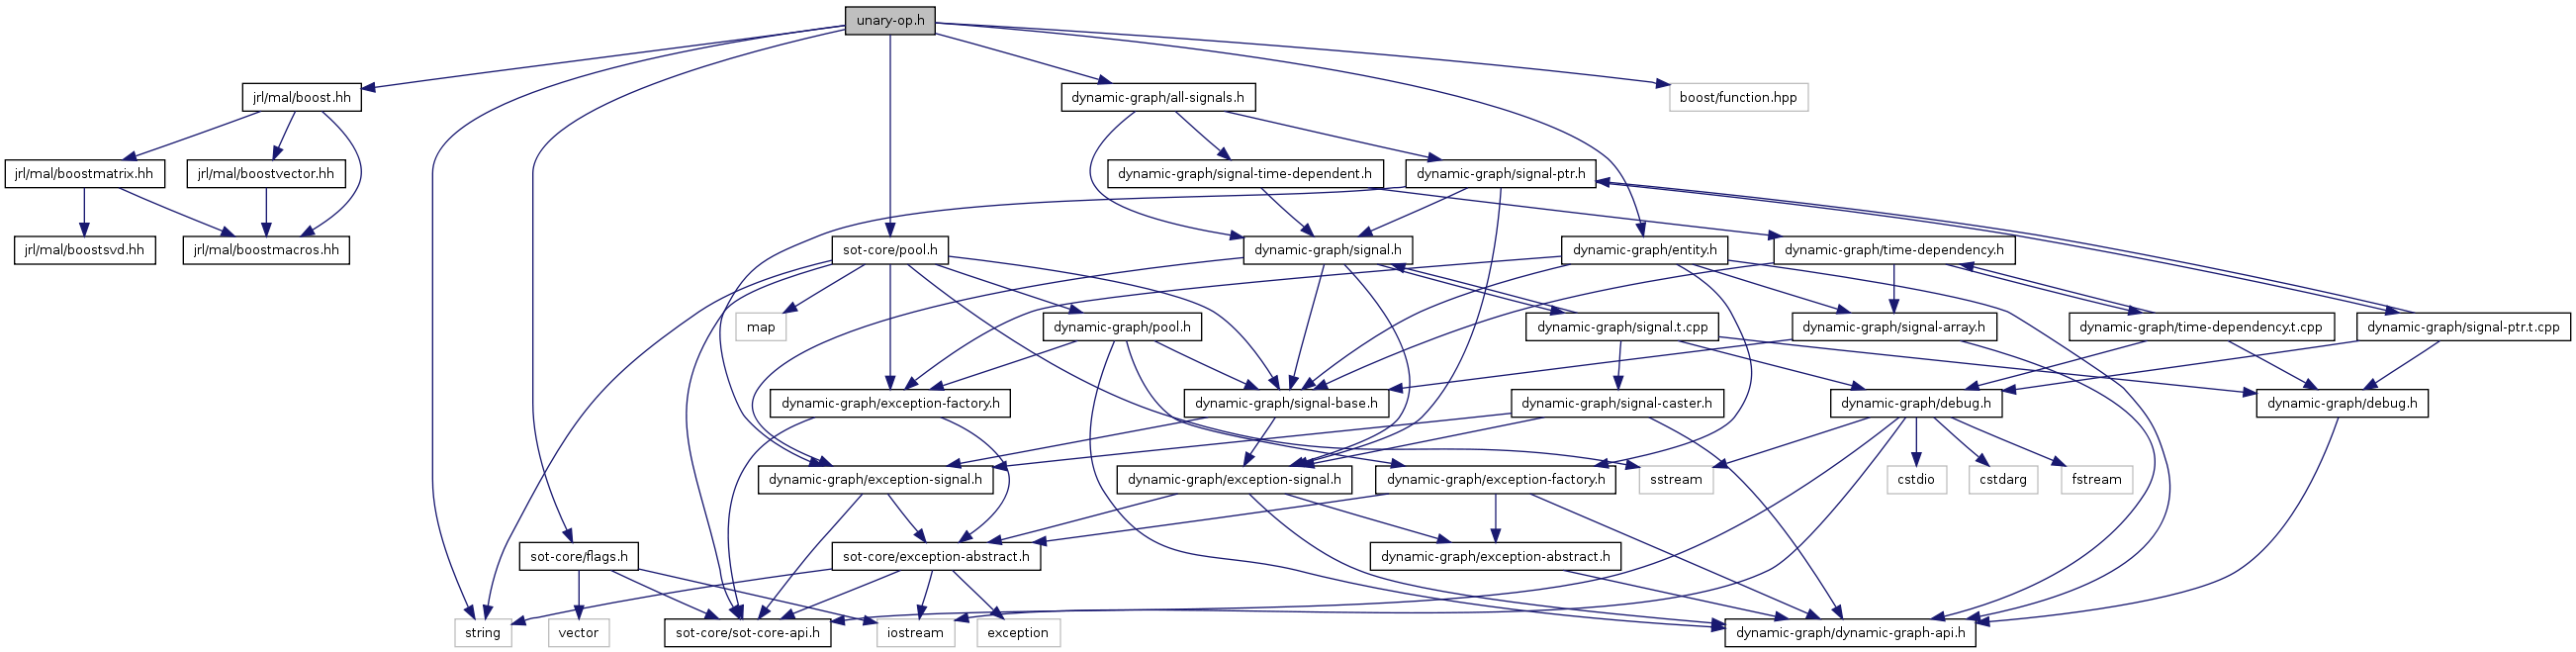 unary-op.h
jrl/mal/boost.hh
dynamic-graph/all-signals.h
boost/function.hpp
jrl/mal/boostmatrix.hh
jrl/mal/boostvector.hh
dynamic-graph/signal-time-dependent.h
dynamic-graph/signal-ptr.h
jrl/mal/boostsvd.hh
jrl/mal/boostmacros.hh
sot-core/pool.h
dynamic-graph/signal.h
dynamic-graph/entity.h
dynamic-graph/time-dependency.h
map
dynamic-graph/pool.h
dynamic-graph/signal.t.cpp
dynamic-graph/signal-array.h
dynamic-graph/time-dependency.t.cpp
dynamic-graph/signal-ptr.t.cpp
dynamic-graph/exception-factory.h
dynamic-graph/signal-base.h
dynamic-graph/signal-caster.h
dynamic-graph/debug.h
dynamic-graph/debug.h
dynamic-graph/exception-signal.h
dynamic-graph/exception-signal.h
dynamic-graph/exception-factory.h
sstream
cstdio
cstdarg
fstream
sot-core/flags.h
sot-core/exception-abstract.h
dynamic-graph/exception-abstract.h
string
vector
sot-core/sot-core-api.h
iostream
exception
dynamic-graph/dynamic-graph-api.h